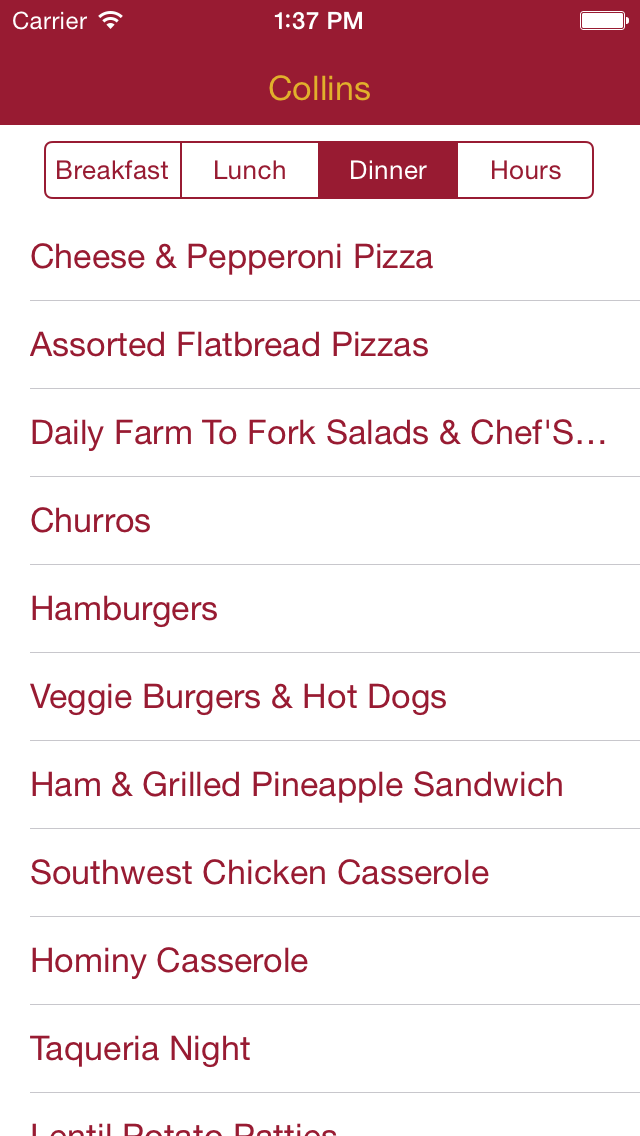 Carrier 1:37 PM
Collins
Breakfast Lunch Dinner Hours
Cheese & Pepperoni Pizza
Assorted Flatbread Pizzas
Daily Farm To Fork Salads & Chef'S...
Churros
Hamburgers
Veggie Burgers & Hot Dogs
Ham & Grilled Pineapple Sandwich
Southwest Chicken Casserole
Hominy Casserole
Taqueria Night
Lentil Potato Patties